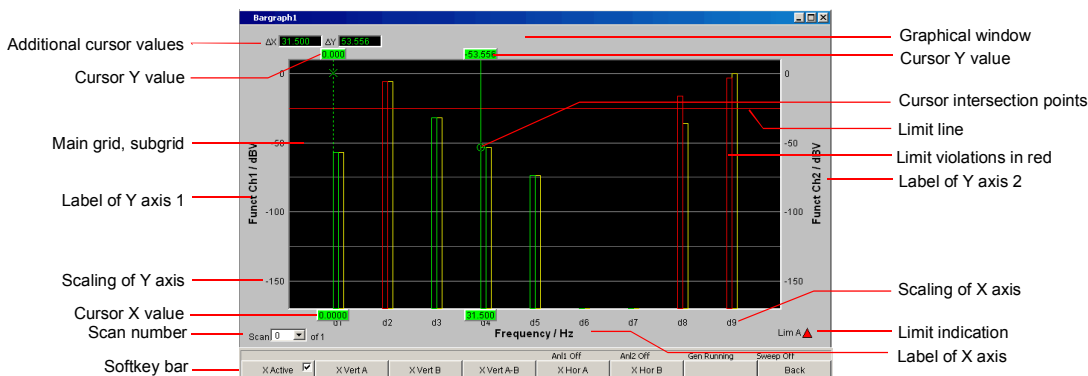 Bargraph1
Additional cursor values
ΔX 31.500 ΔY 53.556
Graphical window
Cursor Y value
0.000
-53.556
Cursor Y value
0
0
Cursor intersection points
Limit line
Main grid, subgrid
-50
-50
Limit violations in red
Label of Y axis 1
Funct Ch1 / dBV
Funct Ch2 / dBV
Label of Y axis 2
-100
-100
Scaling of Y axis
-150
-150
Scaling of X axis
Cursor X value
0.0000
31.500
d1 d2 d3 d4 d5 d6 d7 d8 d9
Scan number
Scan 0 of 1
Frequency / Hz
Lim A
Limit indication
Label of X axis
Anl1 Off Anl2 Off Gen Running Sweep Off
Softkey bar
X Active X Vert A X Vert B X Vert A-B X Hor A X Hor B Back